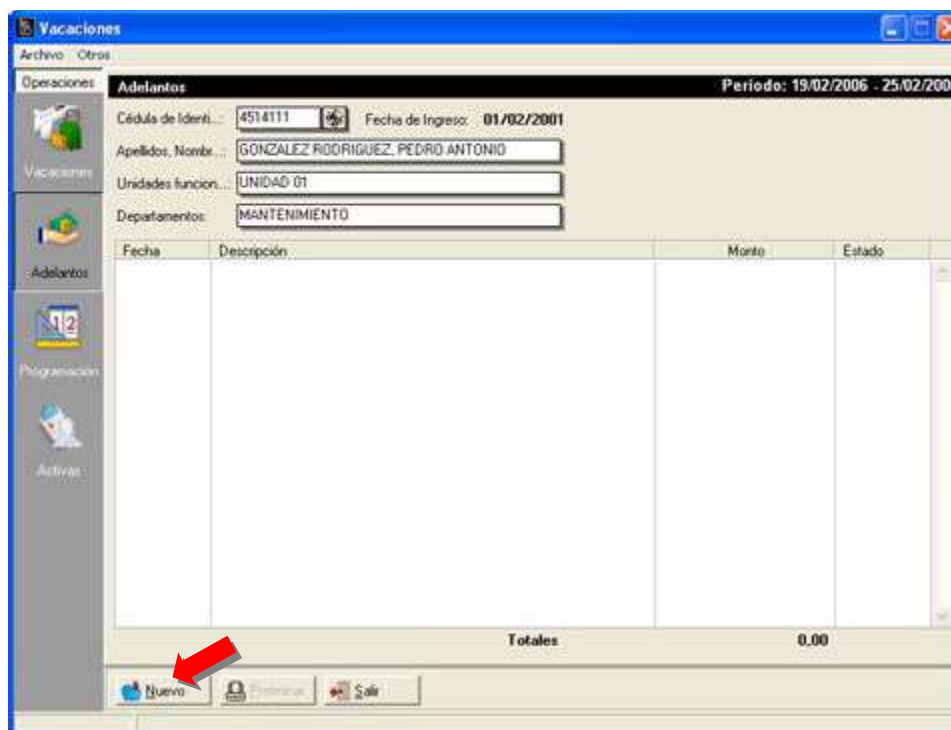 Vacaciones
Archivo Otros
Operaciones
Adelantos Período: 19/02/2006 - 25/02/200
Cédula de Identi...: 4514111 Fecha de Ingreso: 01/02/2001
Apellidos, Nombr...: GONZALEZ RODRIGUEZ, PEDRO ANTONIO
Unidades funcion...: UNIDAD 01
Departamentos: MANTENIMIENTO
Fecha Descripción Monto Estado
Vacaciones
Adelantos
Programación
Activas
Totales 0,00
Nuevo Preliminar Salir